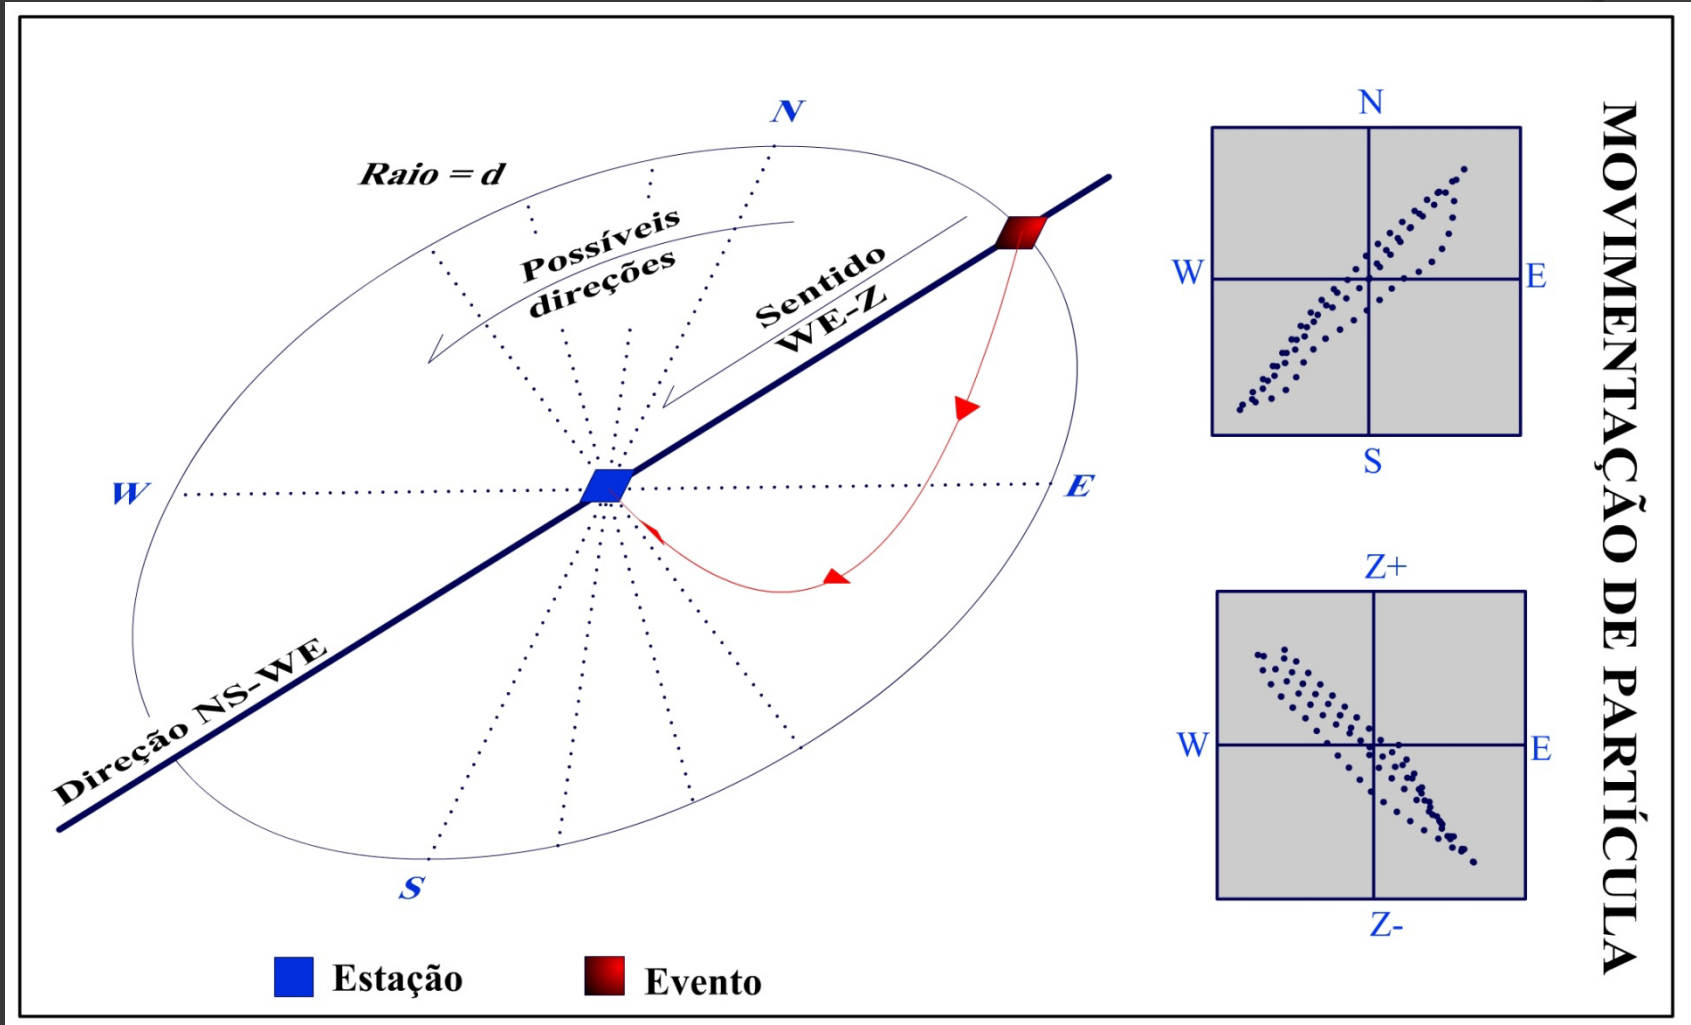 N
Raio = d
Possíveis
direções
Sentido
WE-Z
W
E
Direção NS-WE
S
Estação
Evento
N
W
E
S
Z+
W
E
Z-
MOVIMENTAÇÃO DE PARTÍCULA